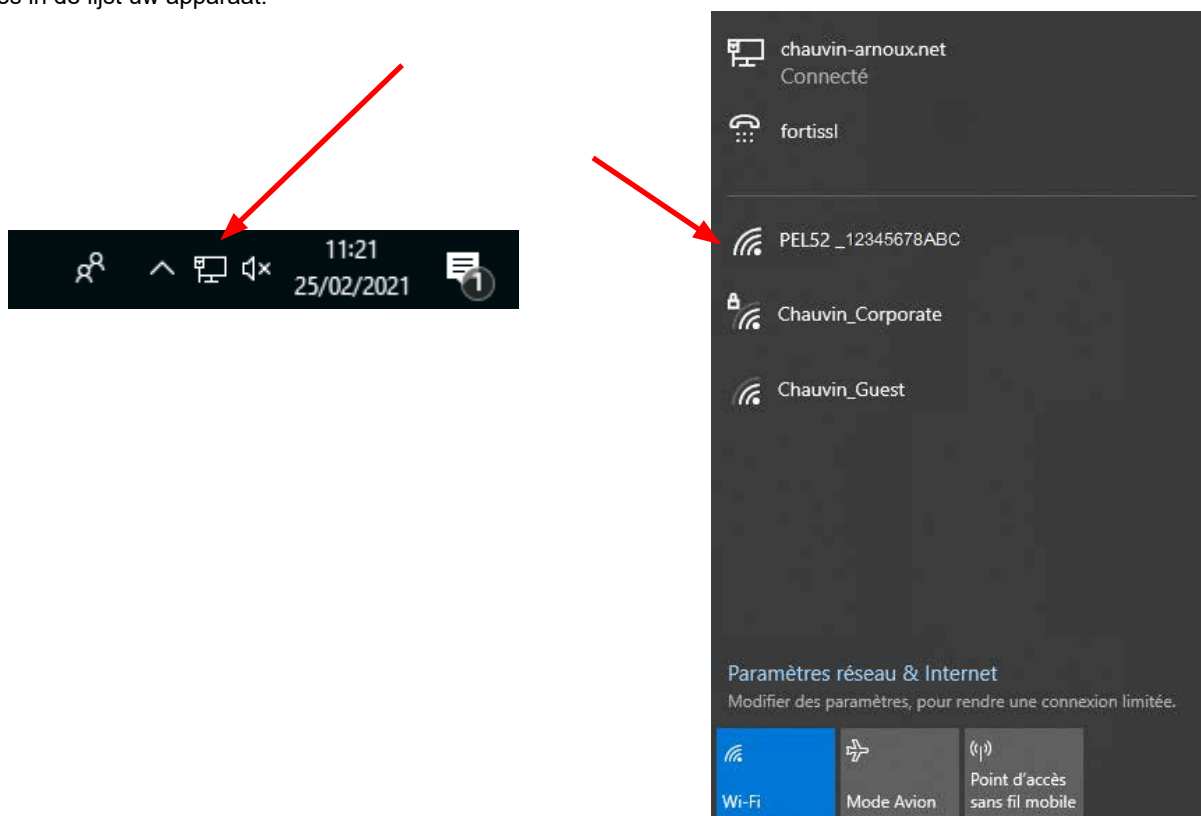 in de lijst uw apparaat.
11:21
25/02/2021
1
chauvin-arnoux.net
Connecté
fortissl
PEL52 _12345678ABC
Chauvin_Corporate
Chauvin_Guest
Paramètres réseau & Internet
Modifier des paramètres, pour rendre une connexion limitée.
Wi-Fi
Mode Avion
Point d'accès
sans fil mobile